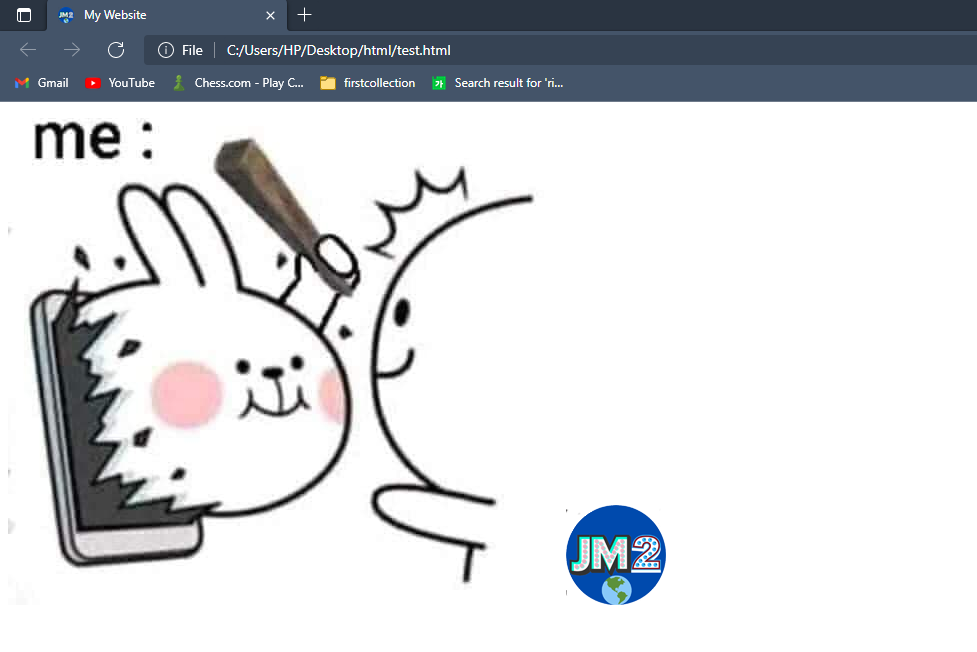 My Website
File
C:/Users/HP/Desktop/html/test.html
Gmail
YouTube
Chess.com - Play C...
firstcollection
가
Search result for 'ri...
me :
JM2